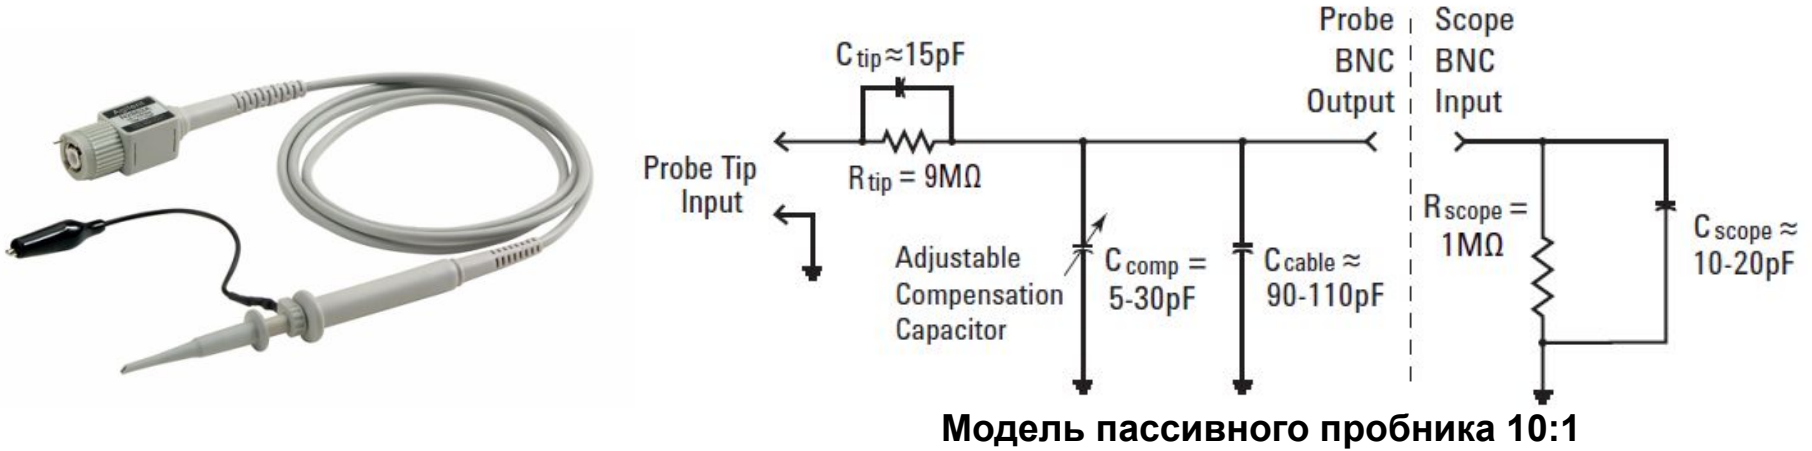 Probe Scope
BNC BNC
Output Input
C tip ≈15pF
Probe Tip
Input
R tip = 9MΩ
Adjustable
Compensation
Capacitor
C comp =
5-30pF
C cable ≈
90-110pF
R scope =
1MΩ
C scope ≈
10-20pF
Модель пассивного пробника 10:1